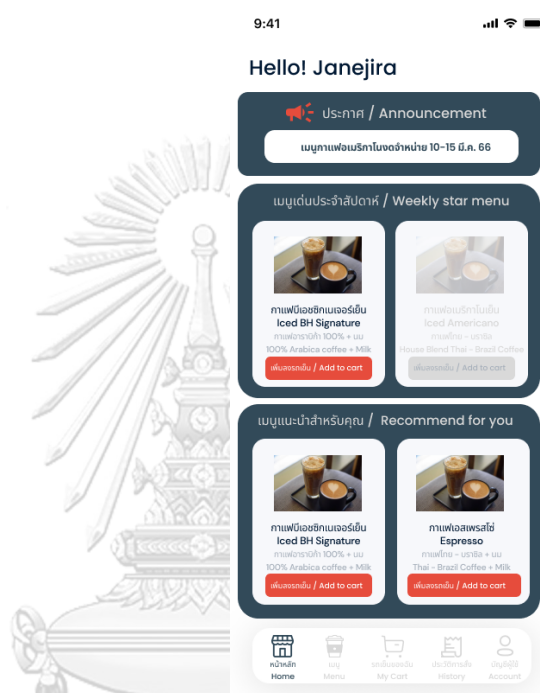 9:41
Hello! Janejira
ประกาศ / Announcement
เมนูกาแฟอเมริกาโนงดจำหน่าย 10-15 มี.ค. 66
เมนูเด่นประจำสัปดาห์ / Weekly star menu
กาแฟบีเอชซิกเนเจอร์เย็น
Iced BH Signature
กาแฟอาราบิก้า 100% + นม
100% Arabica coffee + Milk
เพิ่มลงรถเข็น / Add to cart
กาแฟอเมริกาโนเย็น
Iced Americano
กาแฟไทย - บราซิล
House Blend Thai - Brazil Coffee
เพิ่มลงรถเข็น / Add to cart
เมนูแนะนำสำหรับคุณ / Recommend for you
กาแฟบีเอชซิกเนเจอร์เย็น
Iced BH Signature
กาแฟอาราบิก้า 100% + นม
100% Arabica coffee + Milk
เพิ่มลงรถเข็น / Add to cart
กาแฟเอสเพรสโซ่
Espresso
กาแฟไทย - บราซิล + นม
Thai - Brazil Coffee + Milk
เพิ่มลงรถเข็น / Add to cart
หน้าหลัก
Home
เมนู
Menu
รถเข็นของฉัน
My Cart
ประวัติการสั่ง
History
บัญชีผู้ใช้
Account